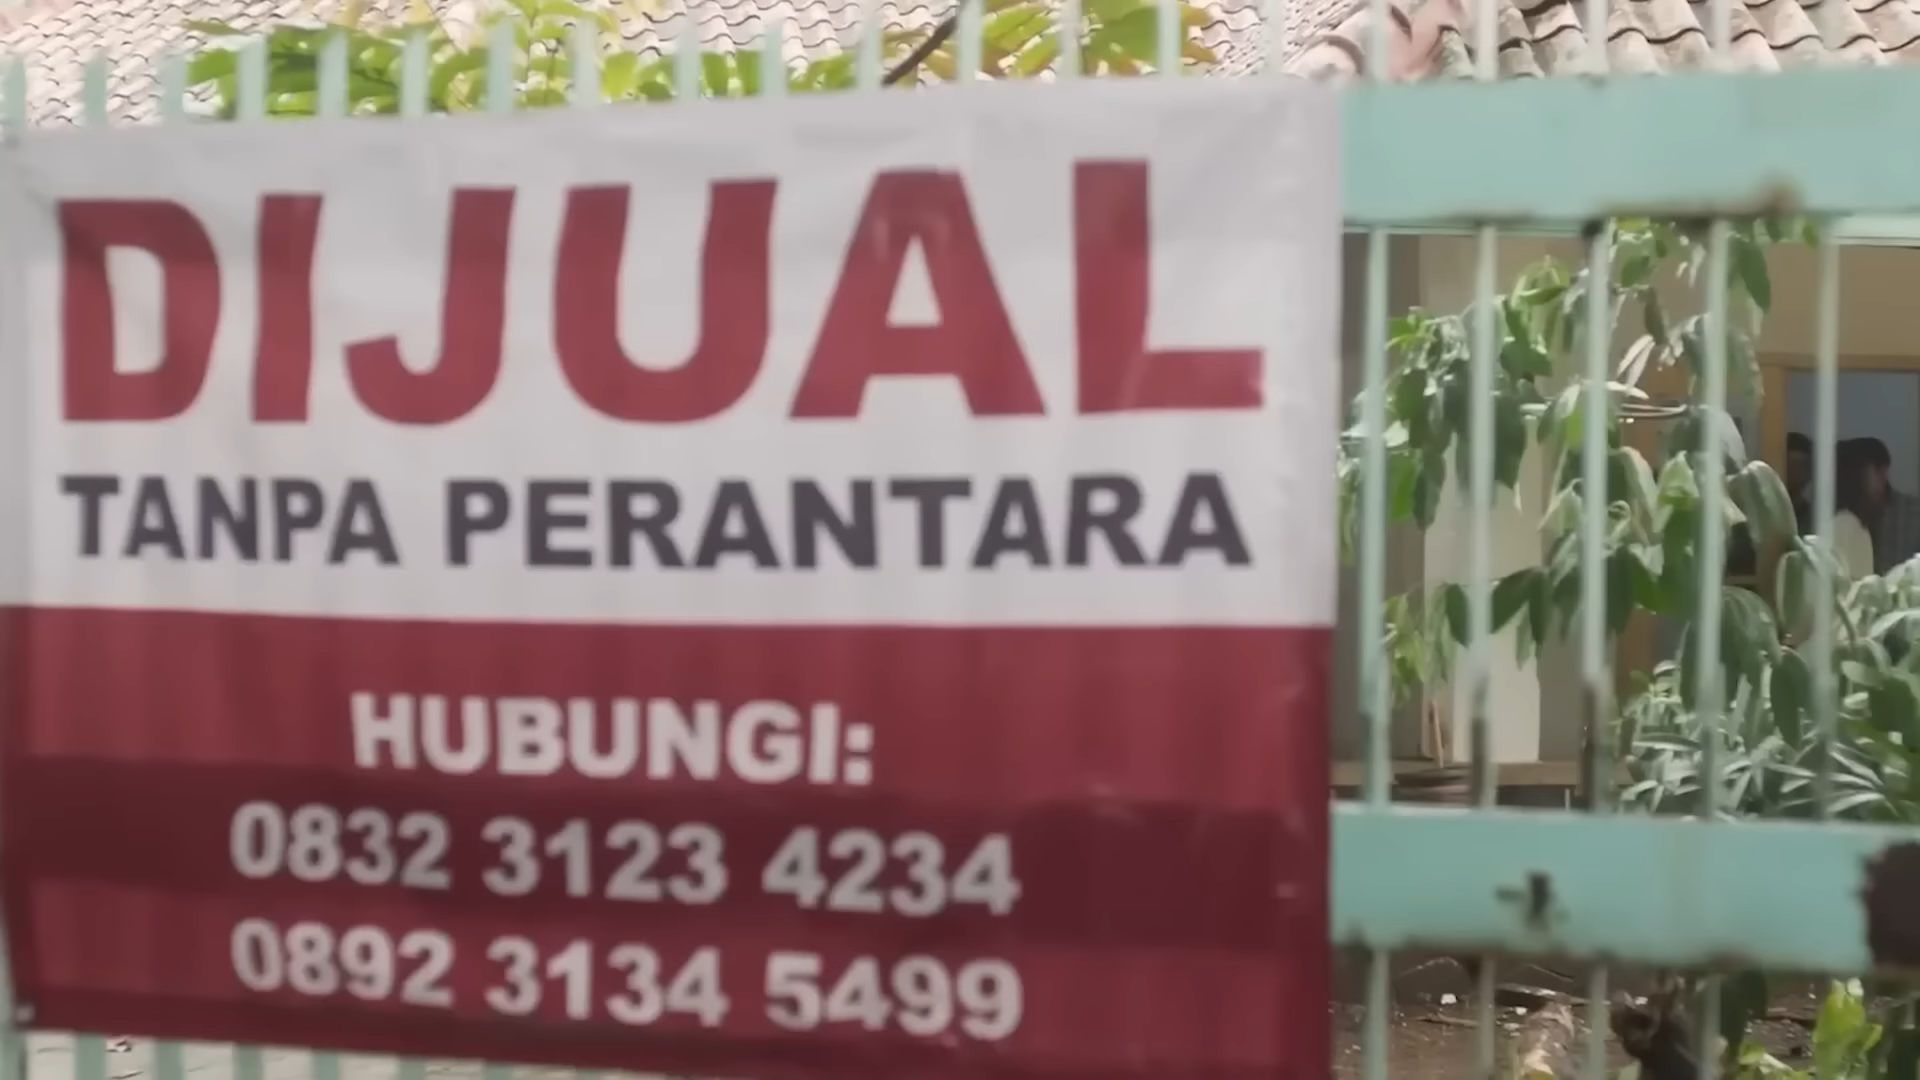 DIJUAL
TANPA PERANTARA
HUBUNGI:
0832 3123 4234
0892 3134 5499